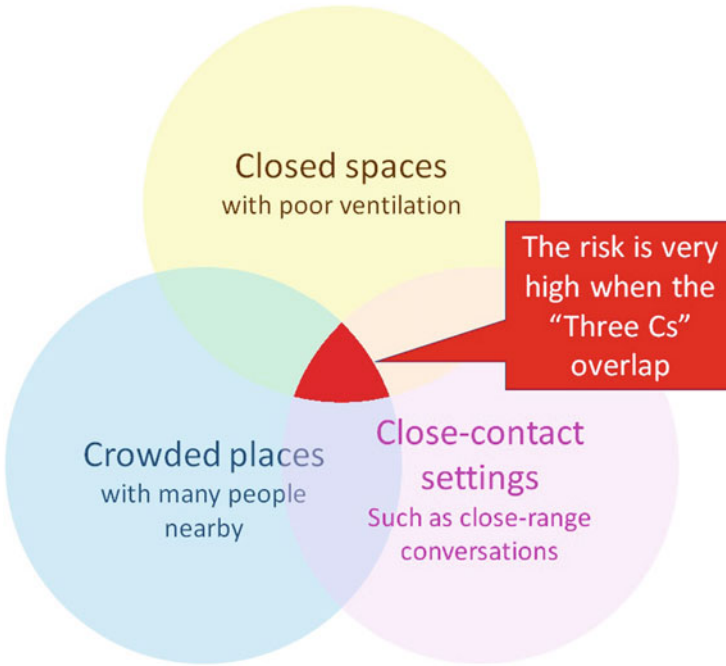 Closed spaces
with poor ventilation
The risk is very
high when the
“Three Cs”
overlap
Crowded places
with many people
nearby
Close-contact
settings
Such as close-range
conversations